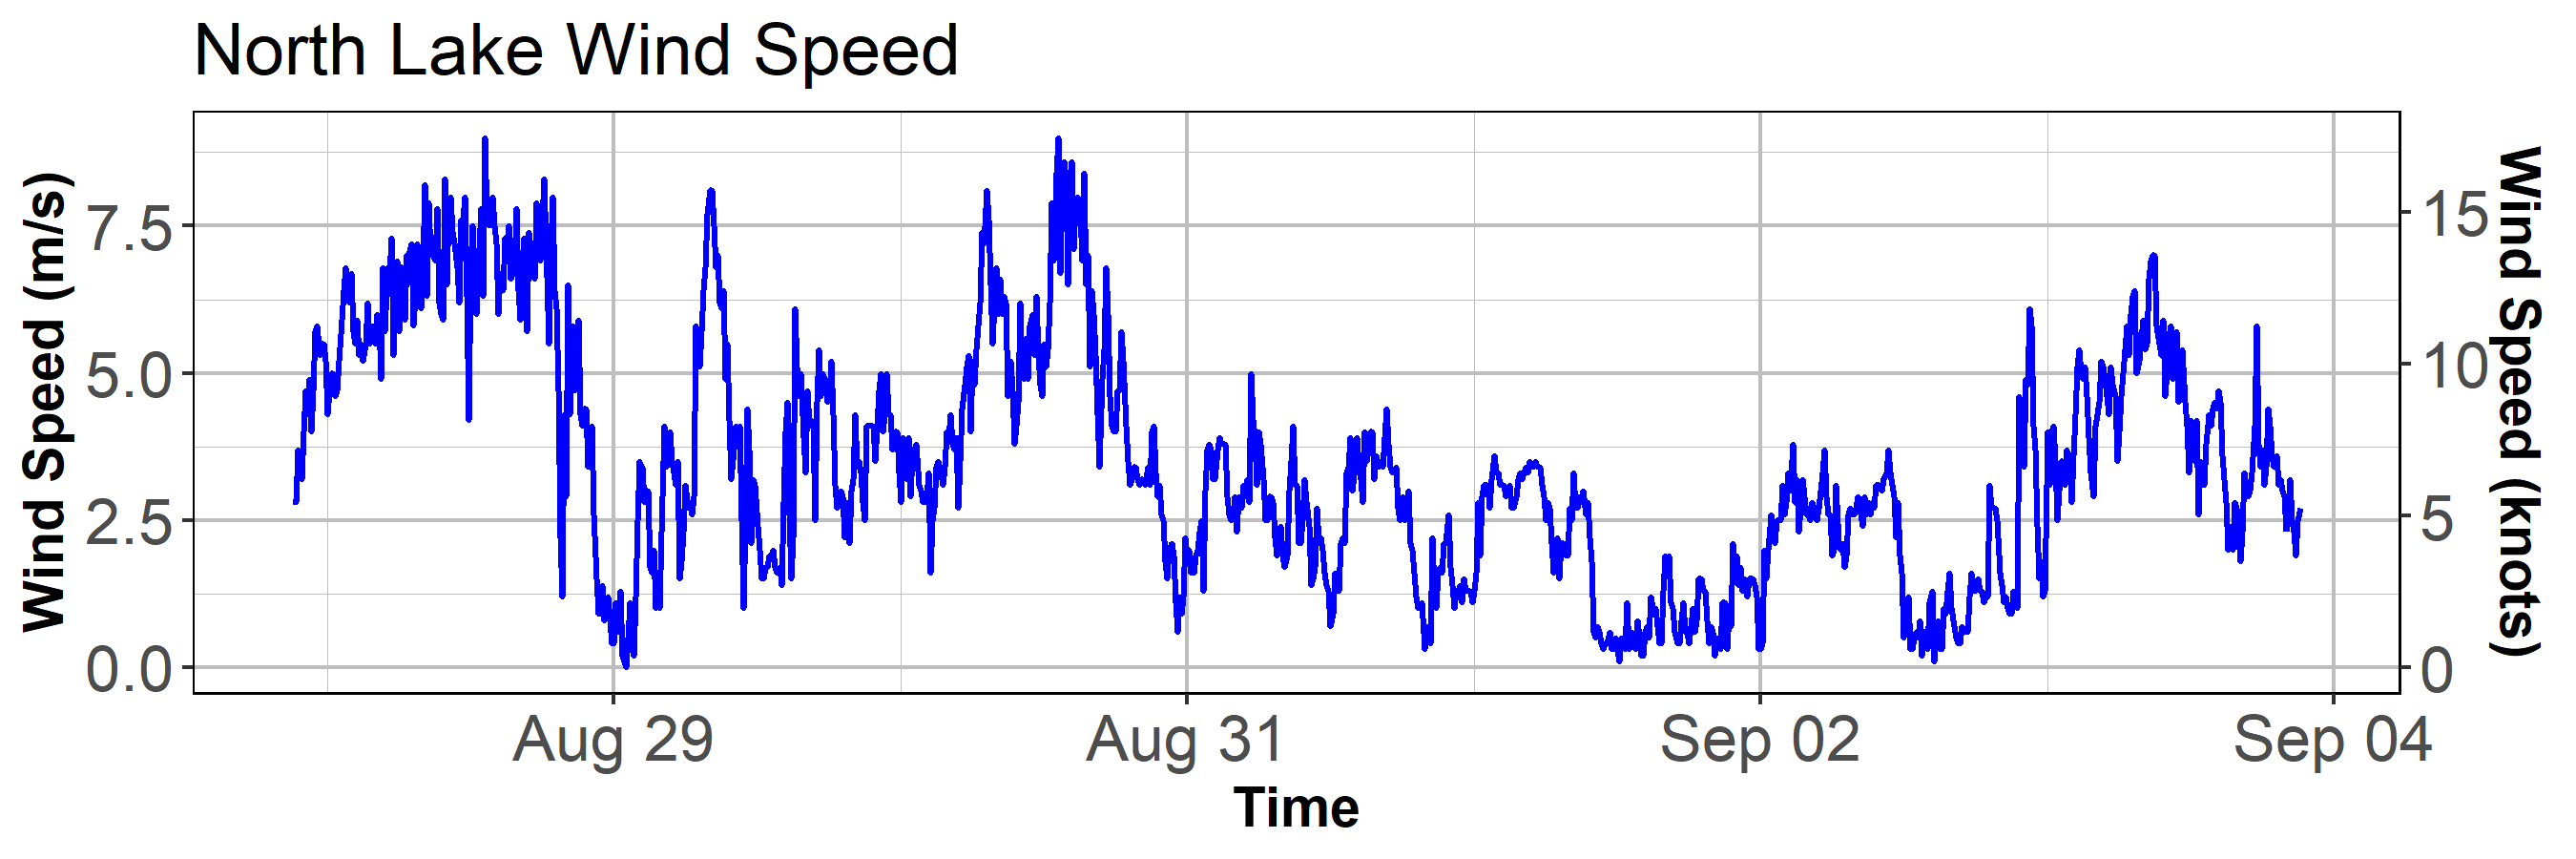 North Lake Wind Speed
Wind Speed (m/s)
7.5
5.0
2.5
0.0
15
10
5
0
Wind Speed (knots)
Aug 29
Aug 31
Sep 02
Sep 04
Time